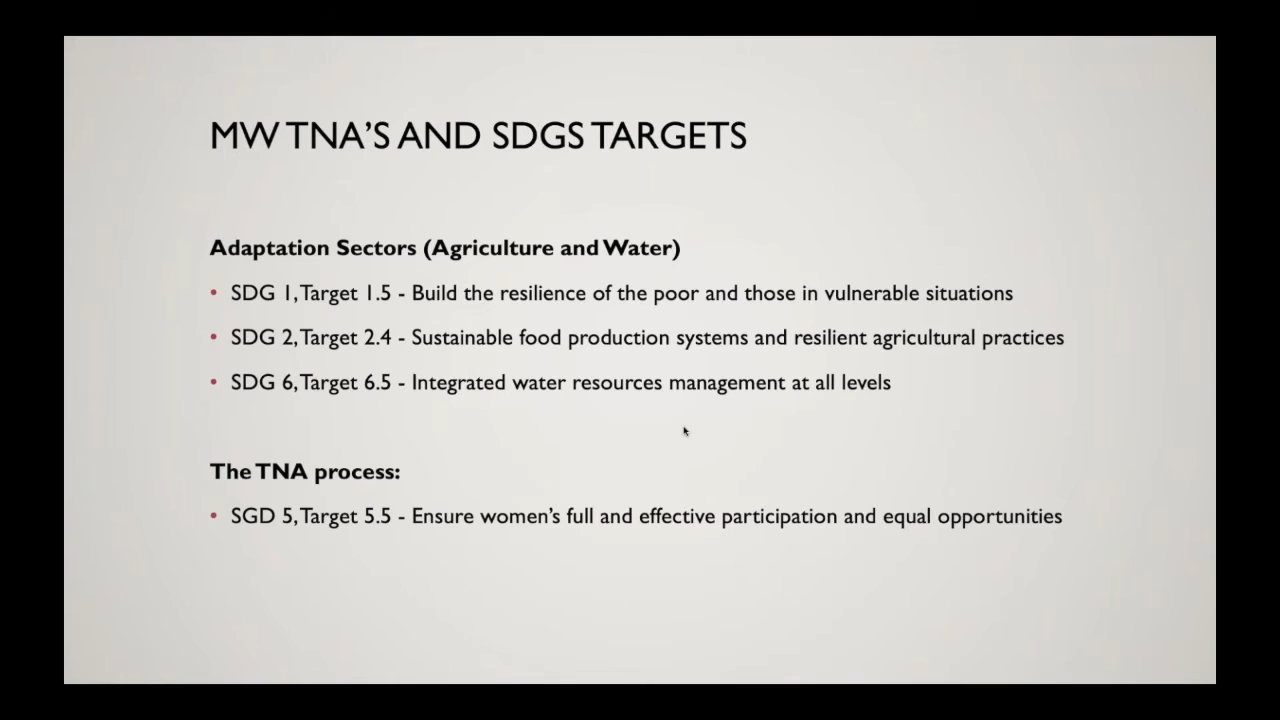 MW TNA’S AND SDGS TARGETS
Adaptation Sectors (Agriculture and Water)
• SDG 1, Target 1.5 - Build the resilience of the poor and those in vulnerable situations
• SDG 2, Target 2.4 - Sustainable food production systems and resilient agricultural practices
• SDG 6, Target 6.5 - Integrated water resources management at all levels
The TNA process:
• SGD 5, Target 5.5 - Ensure women’s full and effective participation and equal opportunities